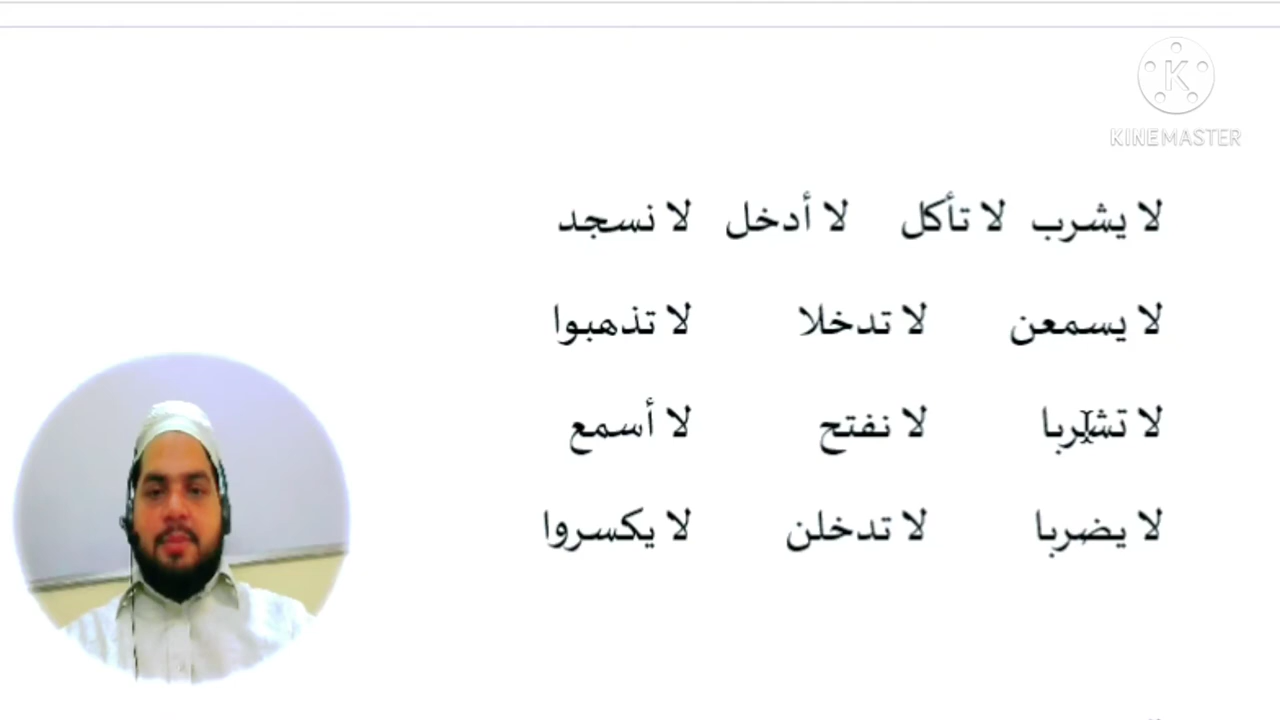 K
KINEMASTER
لا يشرب لا تأكل لا أدخل لا نسجد
لا يسمعن لا تدخلا لا تذهبوا
لا تشربا لا نفتح لا أسمع
لا يضربا لا تدخلن لا يكسروا